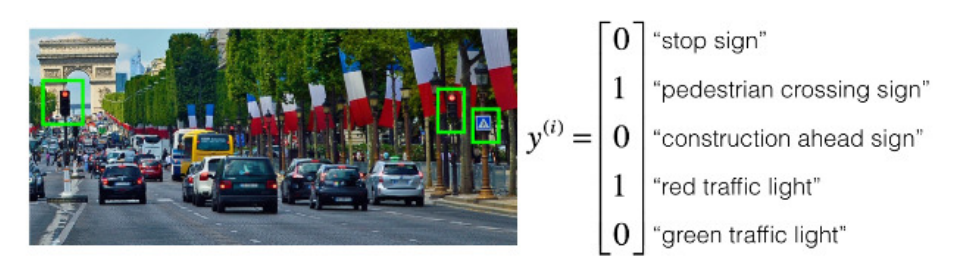 y^(i) =
0 “stop sign”
1 “pedestrian crossing sign”
0 “construction ahead sign”
1 “red traffic light”
0 “green traffic light”